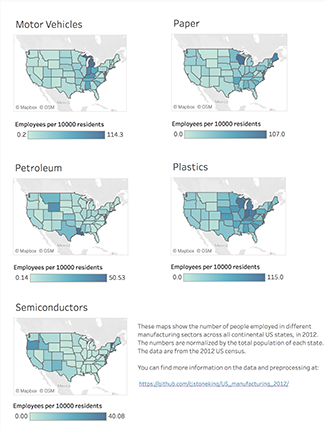 Motor Vehicles
Paper
© Mapbox © OSM
© Mapbox © OSM
Employees per 10000 residents
Employees per 10000 residents
0.2
114.3
0.0
107.0
Petroleum
Plastics
© Mapbox © OSM
© Mapbox © OSM
Employees per 10000 residents
Employees per 10000 residents
0.14
50.53
0.0
115.0
Semiconductors
© Mapbox © OSM
Employees per 10000 residents
0.00
40.08
These maps show the number of people employed in different
manufacturing sectors across all continental US states, in 2012.
The numbers are normalized by the total population of each state.
The data are from the 2012 US census.
You can find more information on the data and preprocessing at:
https://github.com/cjstoneking/US_manufacturing_2012/